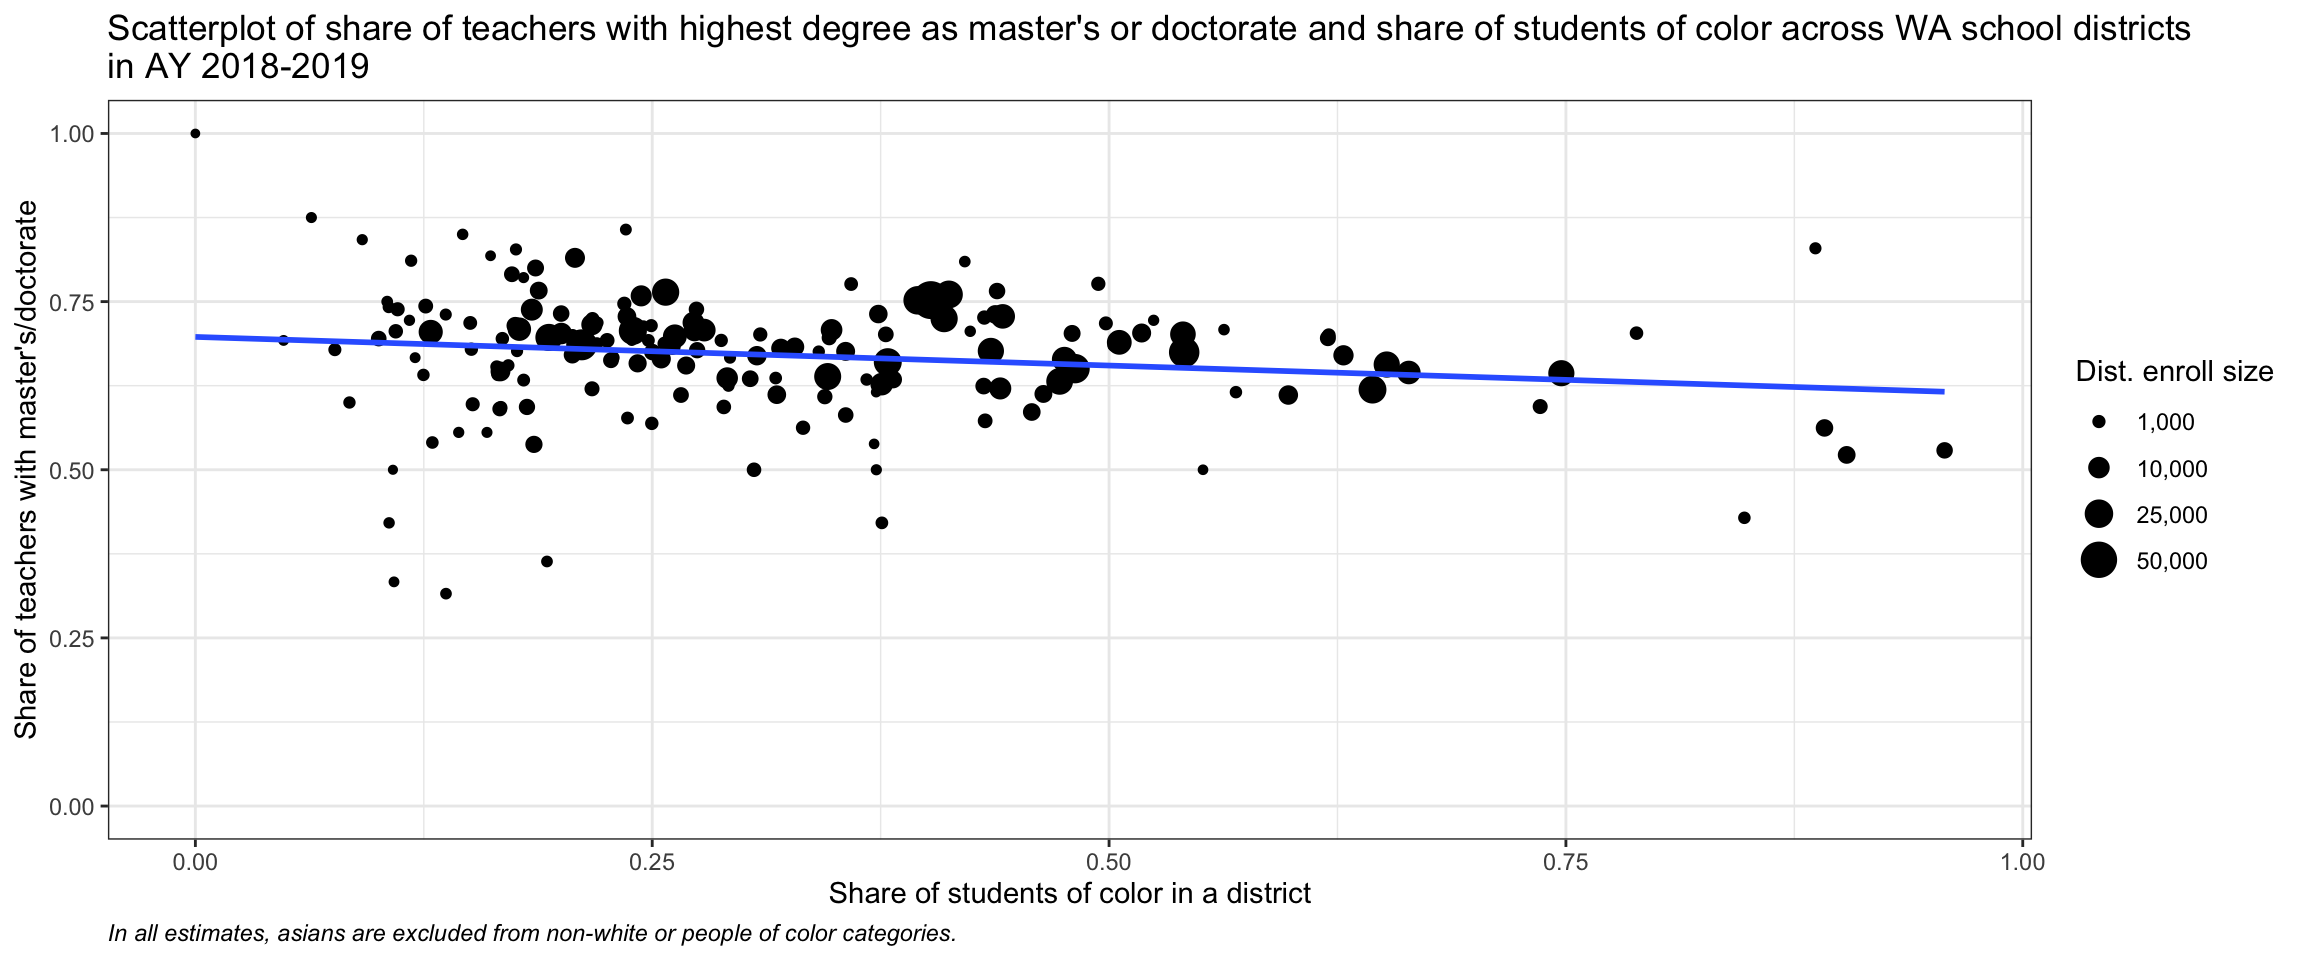 Scatterplot of share of teachers with highest degree as master's or doctorate and share of students of color across WA school districts
in AY 2018-2019
1.00
0.75
0.50
0.25
0.00
Share of teachers with master's/doctorate
0.00
0.25
0.50
0.75
1.00
Share of students of color in a district
Dist. enroll size
1,000
10,000
25,000
50,000
In all estimates, asians are excluded from non-white or people of color categories.